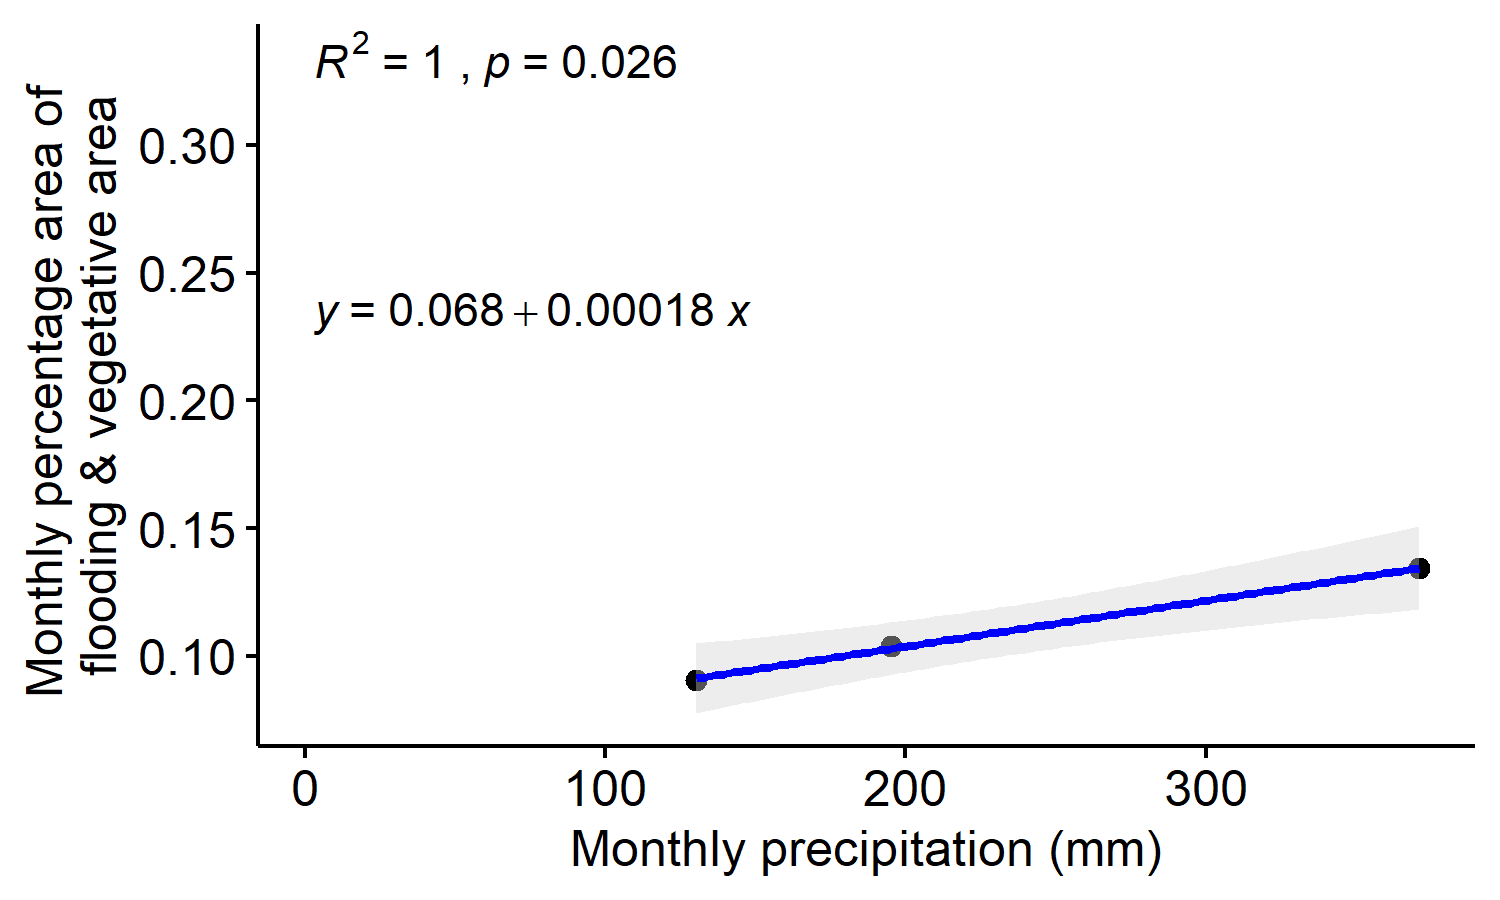 R² = 1 , p = 0.026
y = 0.068 + 0.00018 x
Monthly percentage area of
flooding & vegetative area
0.30
0.25
0.20
0.15
0.10
0
100
200
300
Monthly precipitation (mm)